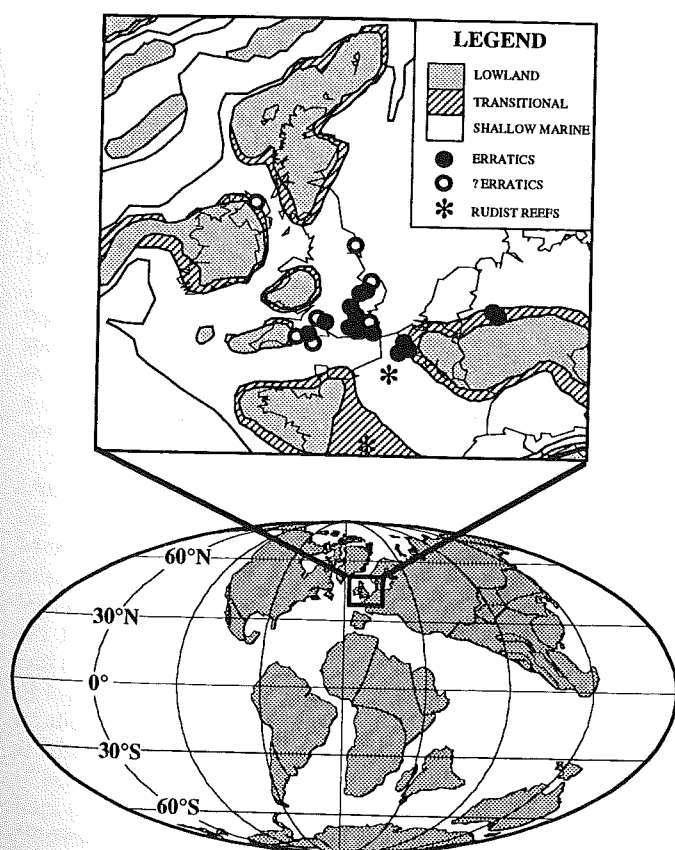 LEGEND
LOWLAND
TRANSITIONAL
SHALLOW MARINE
ERRATICS
? ERRATICS
RUDIST REEFS
60°N
30°N
0°
30°S
60°S